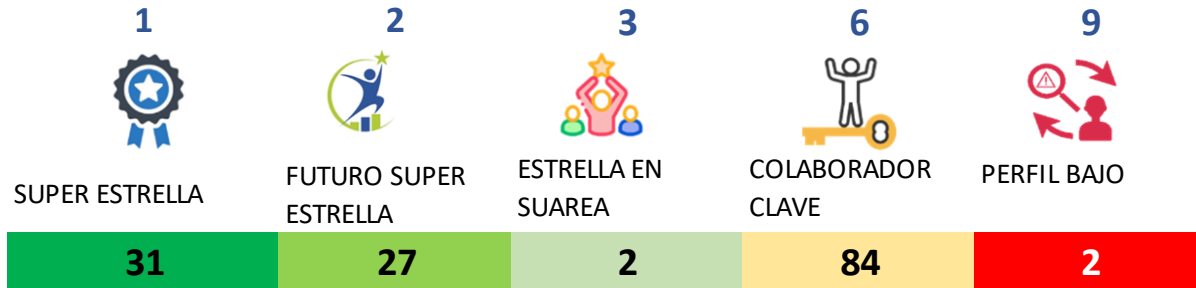 1 2 3 6 9
SUPER ESTRELLA
FUTURO SUPER
ESTRELLA
ESTRELLA EN
SUAREA
COLABORADOR
CLAVE
PERFIL BAJO
31 27 2 84 2